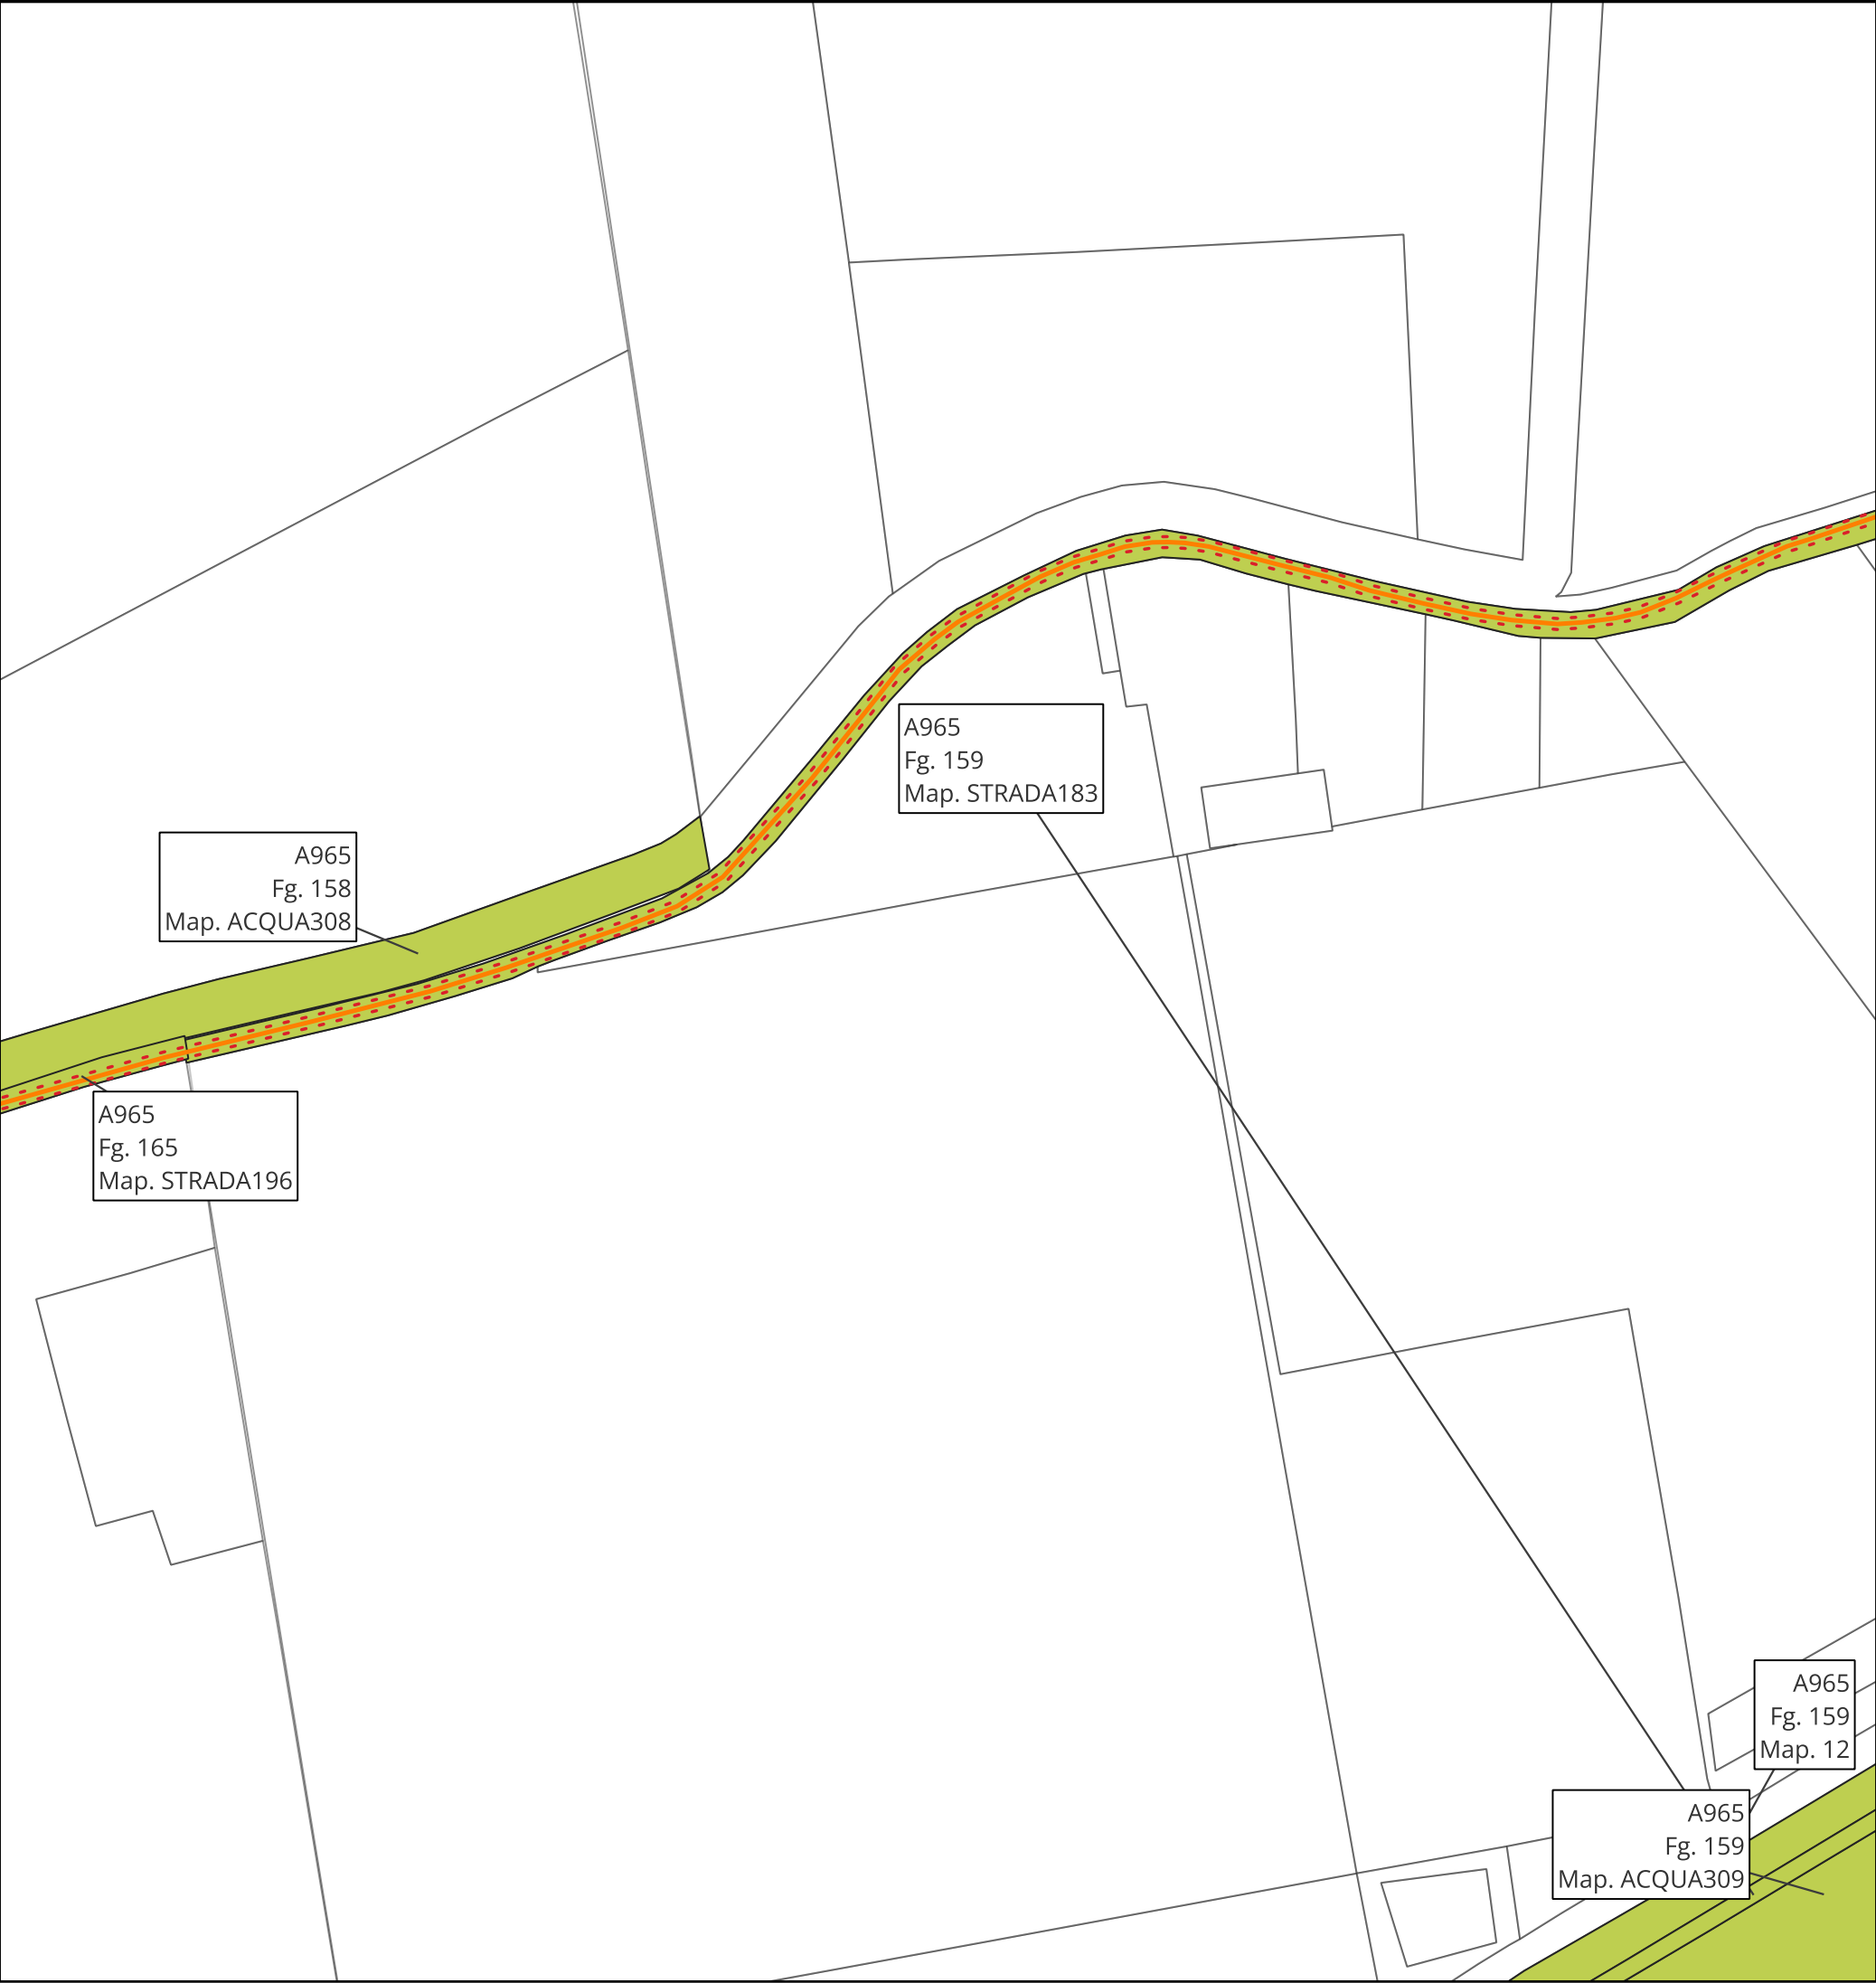 A965
Fg. 159
Map. STRADA183
A965
Fg. 158
Map. ACQUA308
A965
Fg. 165
Map. STRADA196
A965
Fg. 159
Map. 12
A965
Fg. 159
Map. ACQUA309